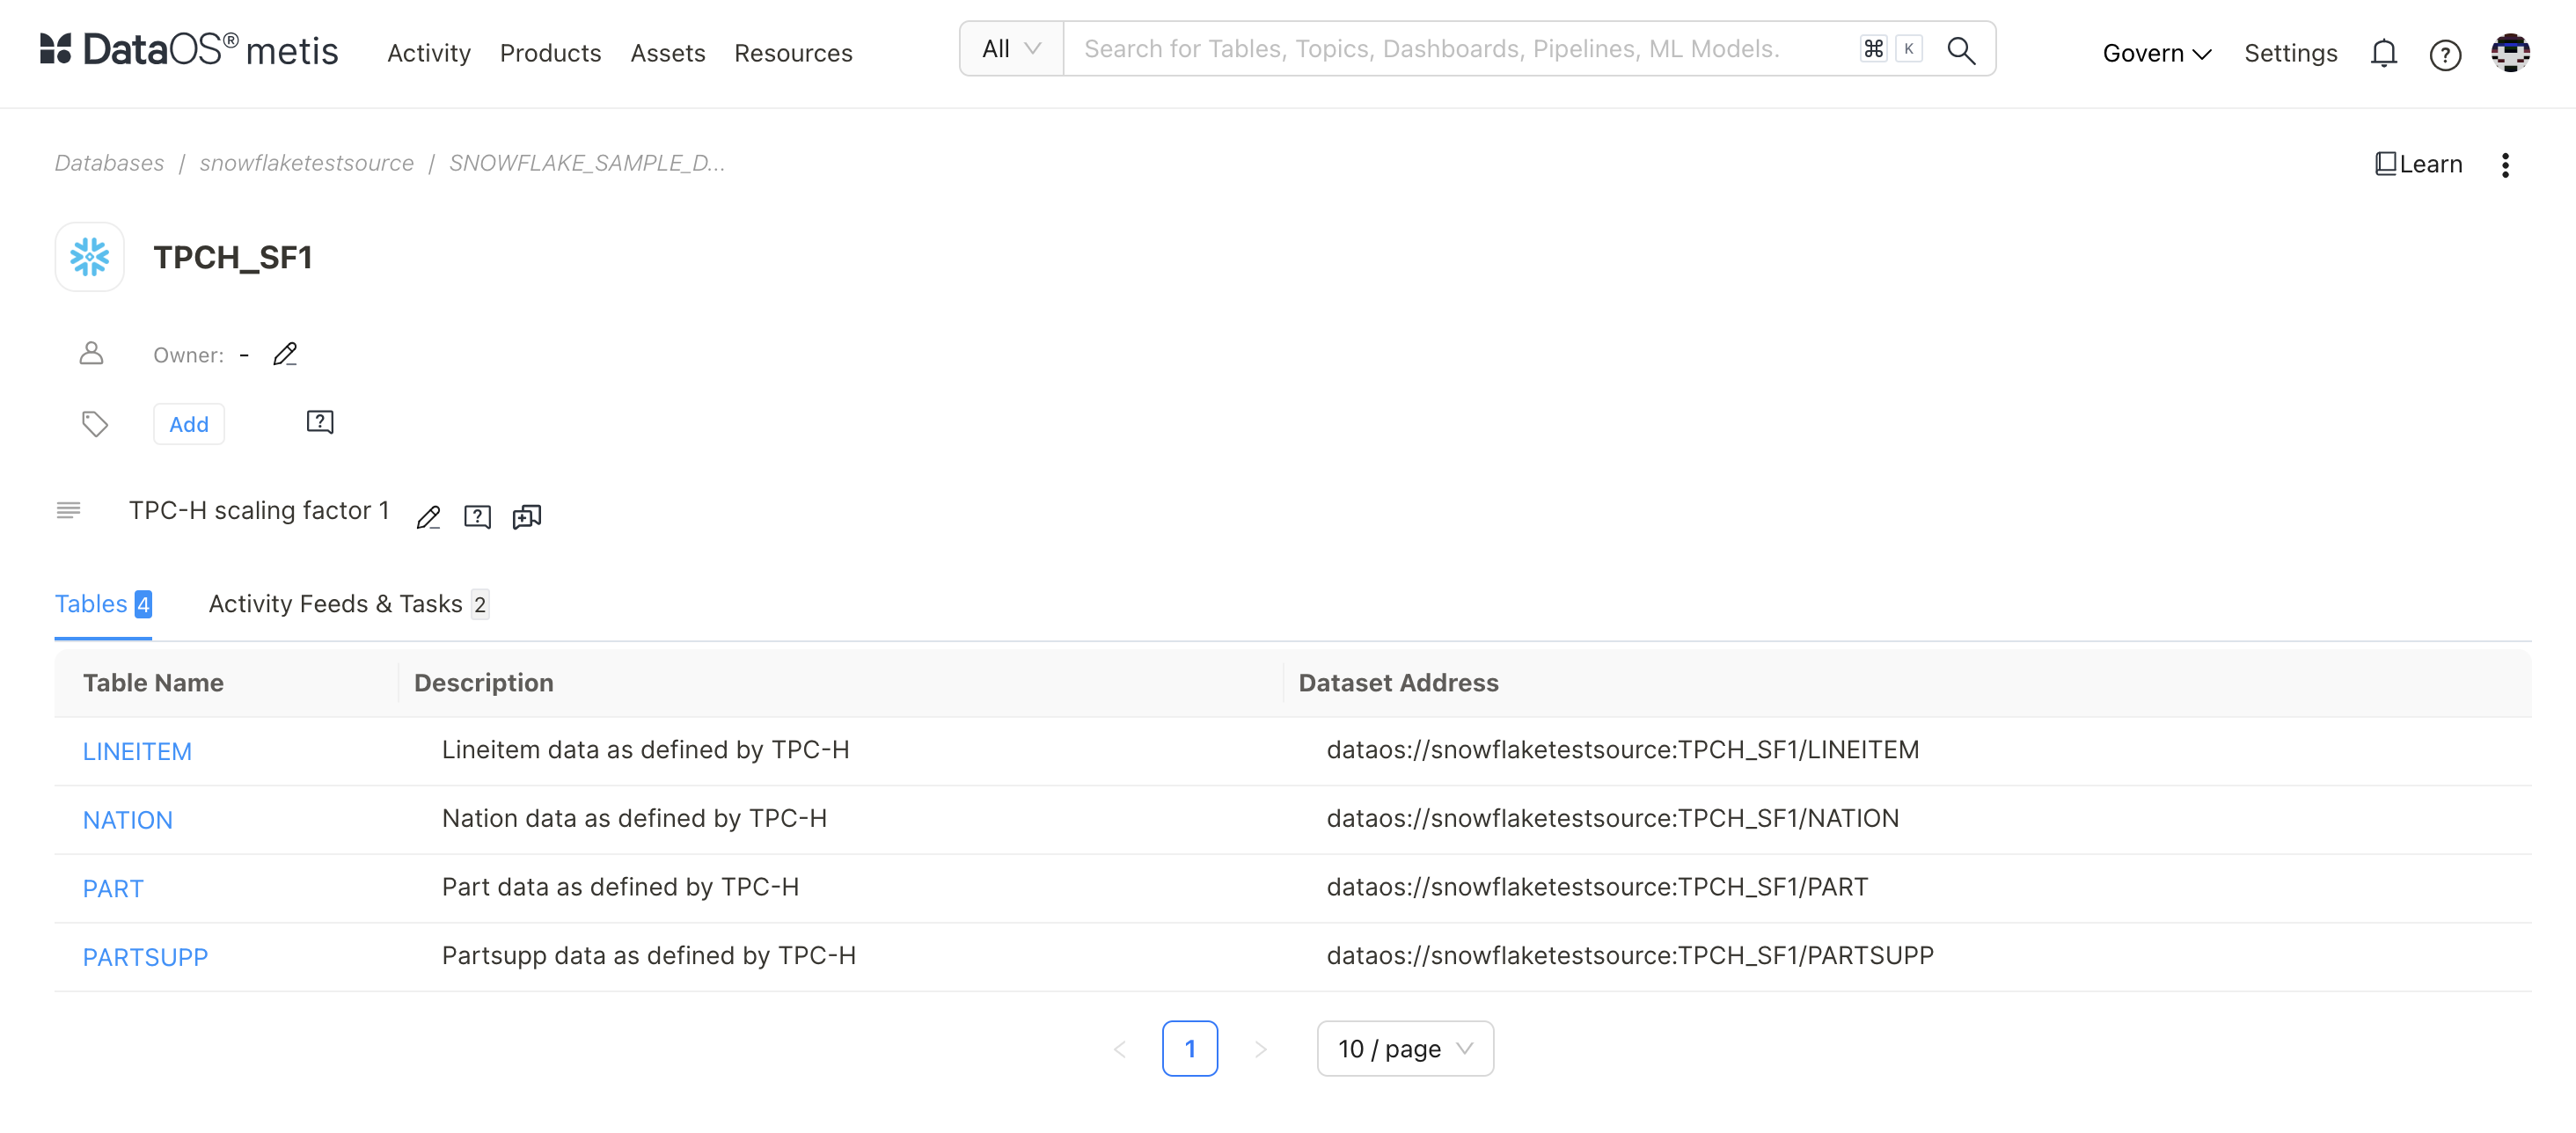 DataOS® metis Activity Products Assets Resources All Search for Tables, Topics, Dashboards, Pipelines, ML Models. ⌘ K Govern Settings ?
Databases / snowflaketestsource / SNOWFLAKE_SAMPLE_D... Learn
TPCH_SF1
Owner: -
Add ?
TPC-H scaling factor 1 ?
Tables 4 Activity Feeds & Tasks 2
Table Name Description Dataset Address
LINEITEM Lineitem data as defined by TPC-H dataos://snowflaketestsource:TPCH_SF1/LINEITEM
NATION Nation data as defined by TPC-H dataos://snowflaketestsource:TPCH_SF1/NATION
PART Part data as defined by TPC-H dataos://snowflaketestsource:TPCH_SF1/PART
PARTSUPP Partsupp data as defined by TPC-H dataos://snowflaketestsource:TPCH_SF1/PARTSUPP
< 1 > 10 / page